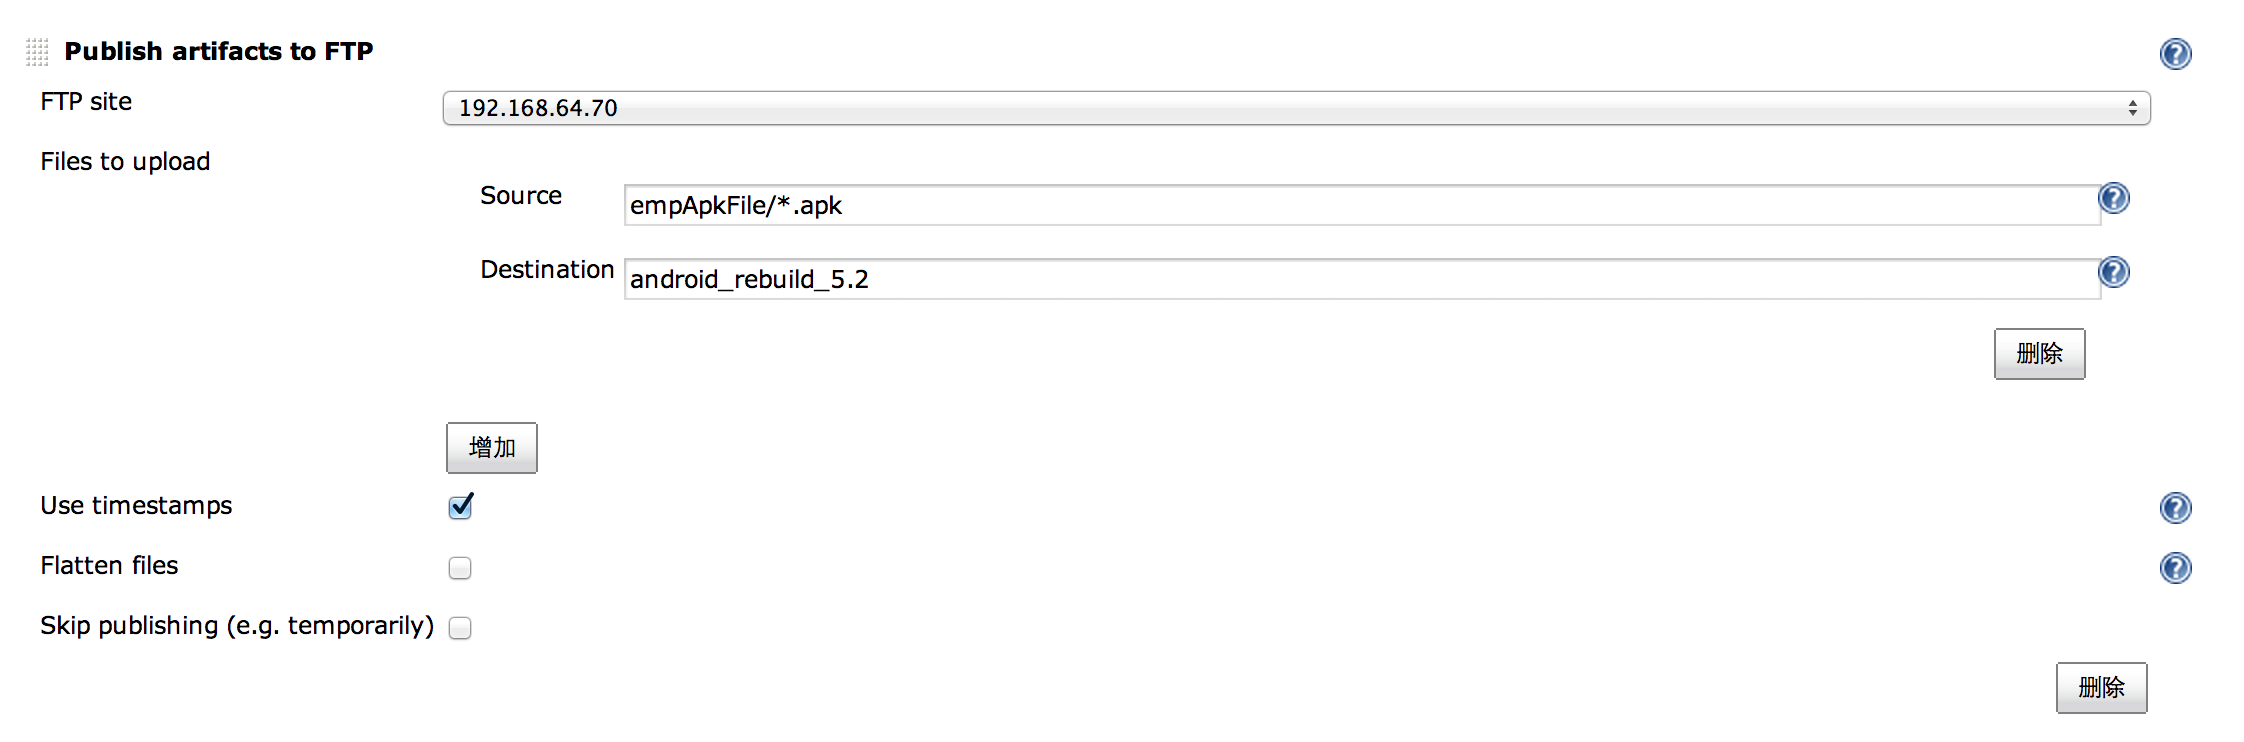 Publish artifacts to FTP
?
FTP site
192.168.64.70
Files to upload
Source
empApkFile/*.apk
?
Destination
android_rebuild_5.2
?
删除
增加
Use timestamps
?
Flatten files
?
Skip publishing (e.g. temporarily)
删除